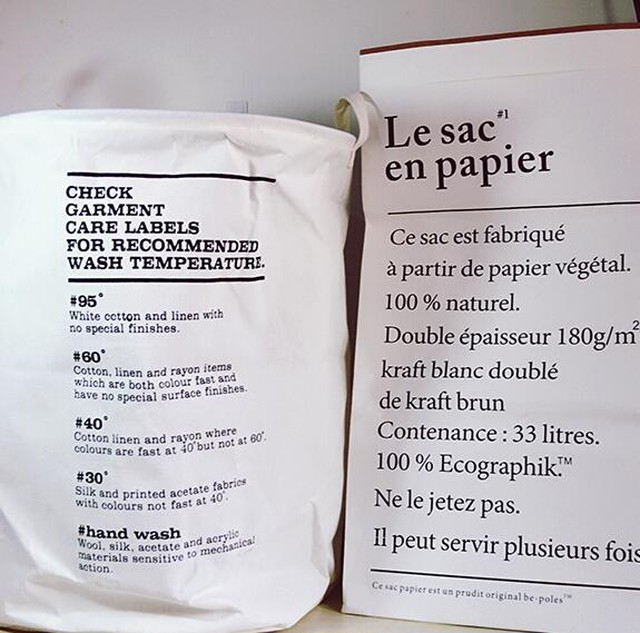 CHECK
GARMENT
CARE LABELS
FOR RECOMMENDED
WASH TEMPERATURE.
#95°
White cotton and linen with
no special finishes.
#60°
Cotton, linen and rayon items
which are both colour fast and
have no special surface finishes.
#40°
Cotton linen and rayon where
colours are fast at 40° but not at 60°.
#30°
Silk and printed acetate fabrics
with colours not fast at 40°.
#hand wash
Wool, silk, acetate and acrylic
materials sensitive to mechanical
action.
Le sac #1
en papier
Ce sac est fabriqué
à partir de papier végétal.
100 % naturel.
Double épaisseur 180g/m²
kraft blanc doublé
de kraft brun
Contenance : 33 litres.
100 % Ecographik.™
Ne le jetez pas.
Il peut servir plusieurs fois
Ce sac papier est un prudit original be-poles™